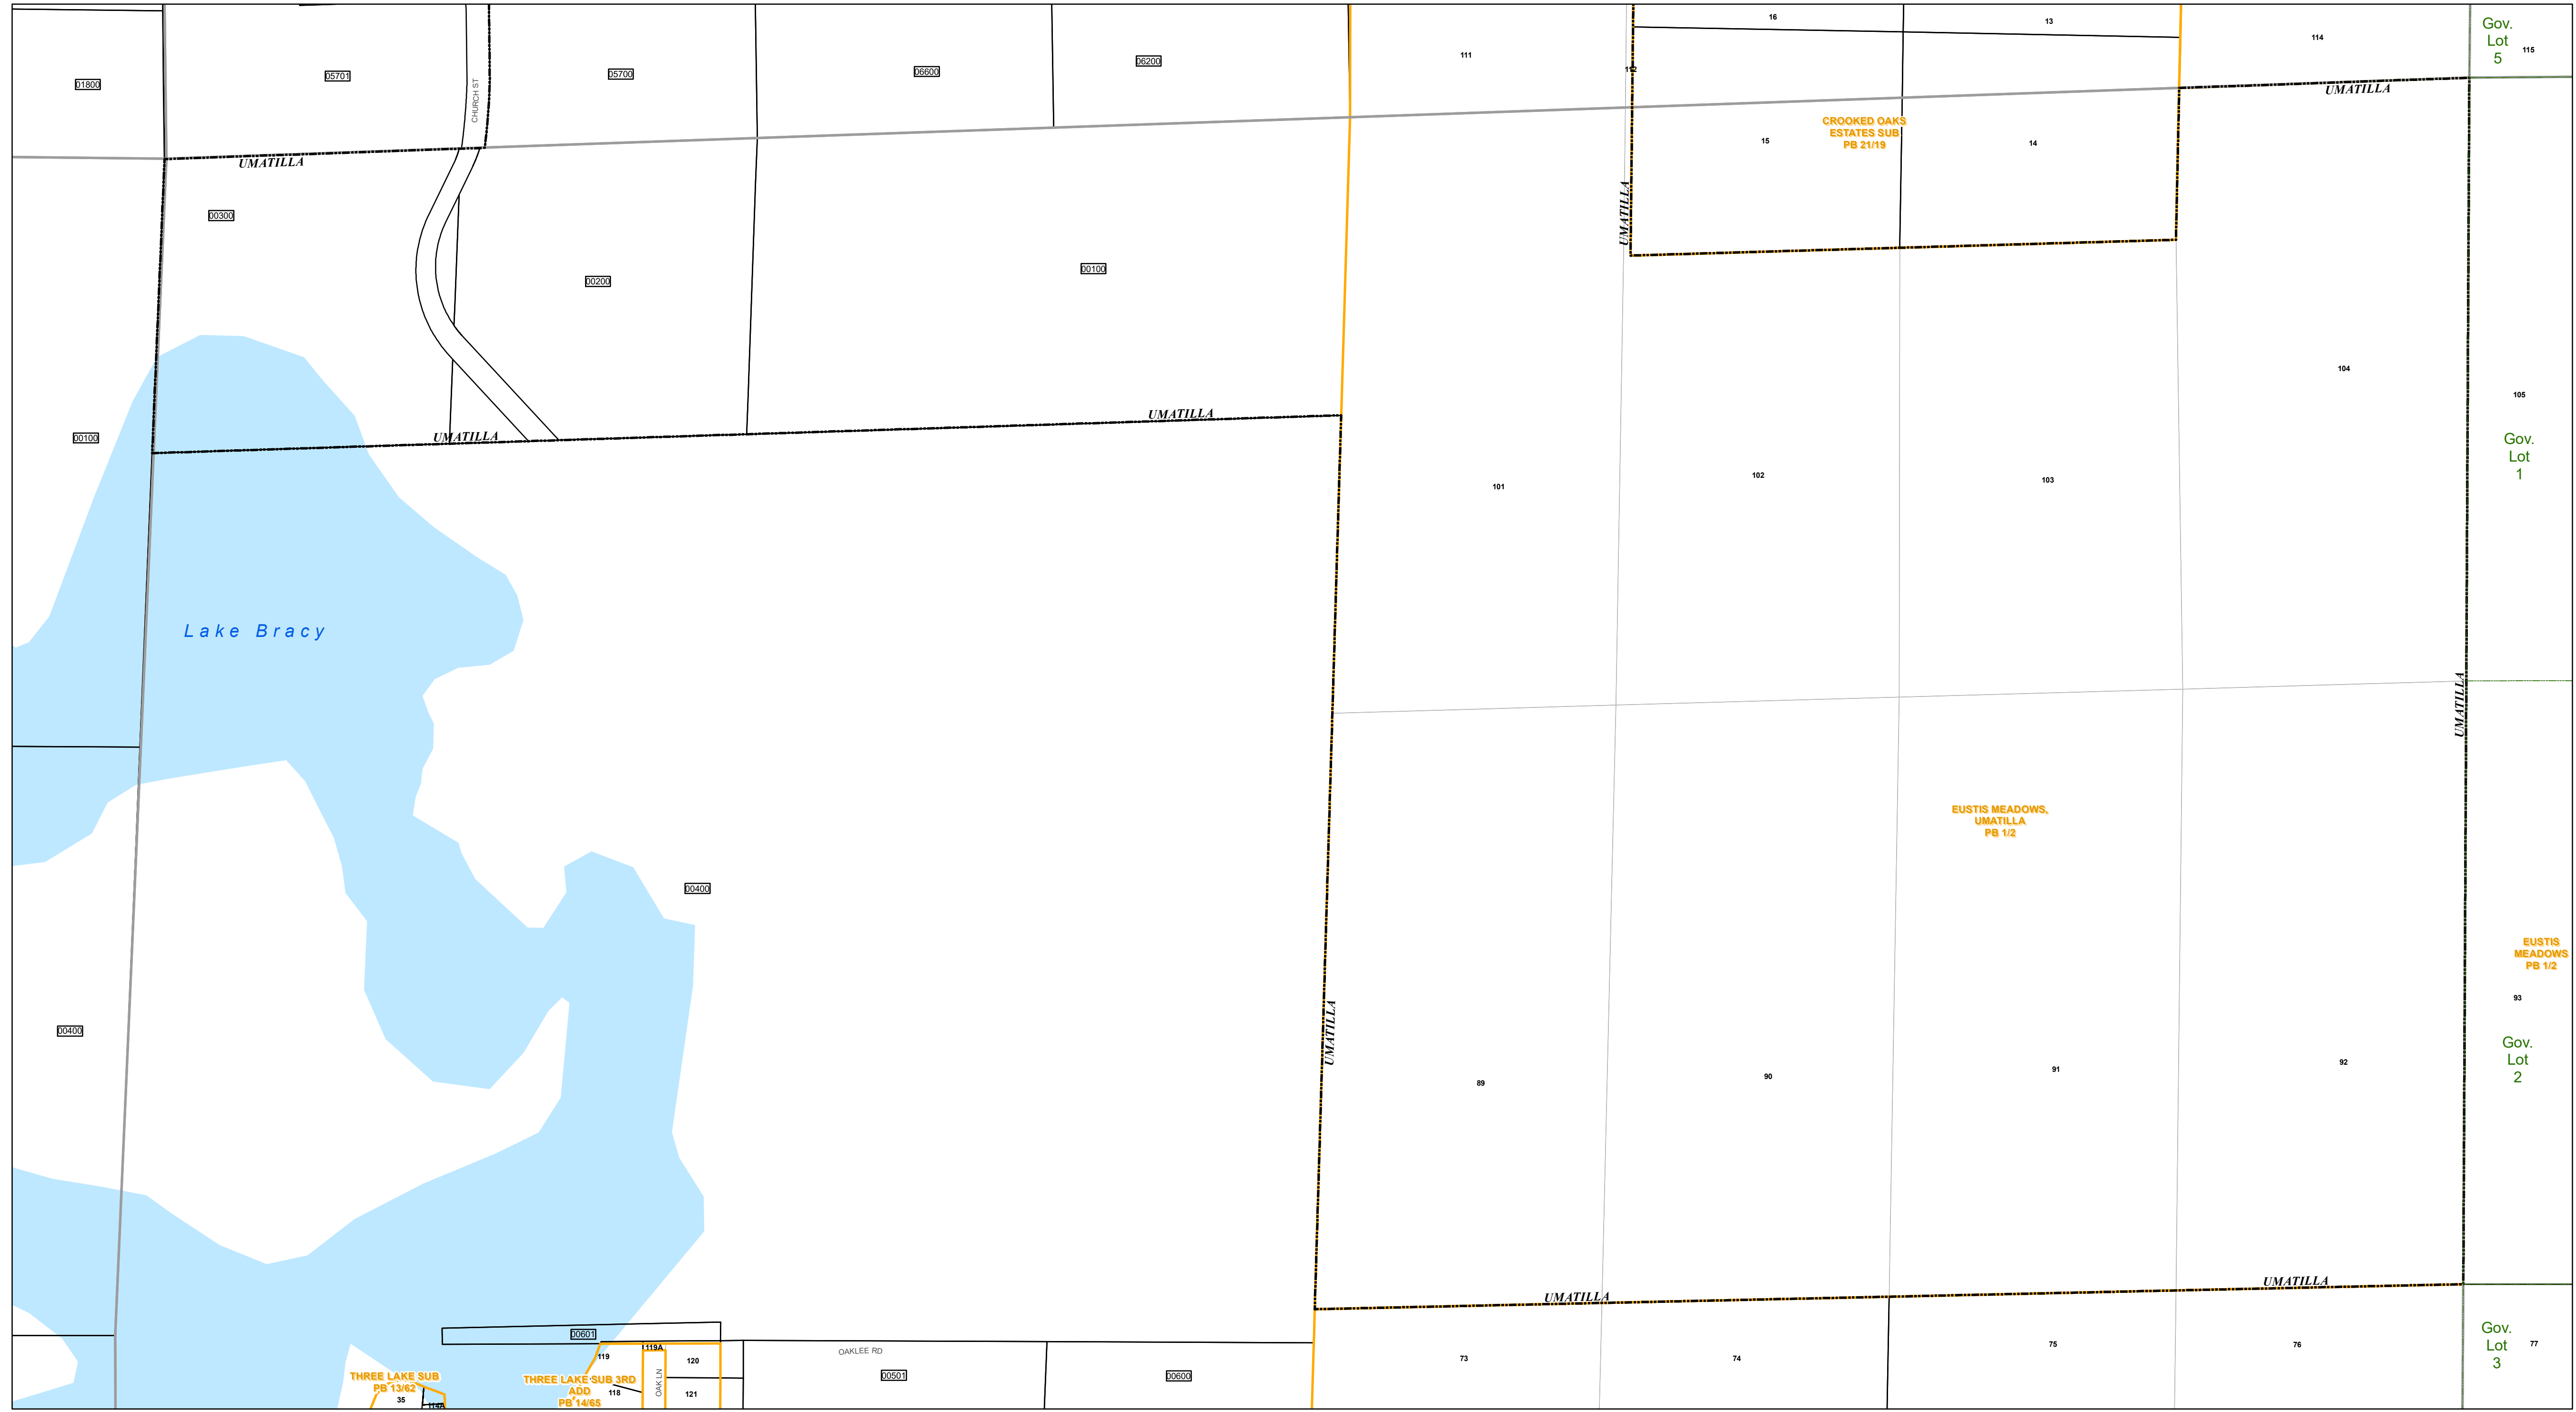 16
13
Gov.
Lot
5
115
114
111
112
06200
06600
05700
05701
01800
CHURCH ST
UMATILLA
CROOKED OAKS
ESTATES SUB
PB 21/19
15
14
UMATILLA
UMATILLA
00300
00200
00100
104
105
UMATILLA
UMATILLA
00100
Gov.
Lot
1
101
102
103
Lake Bracy
UMATILLA
EUSTIS MEADOWS,
UMATILLA
PB 1/2
00400
EUSTIS
MEADOWS
PB 1/2
93
00400
UMATILLA
Gov.
Lot
2
89
90
91
92
UMATILLA
UMATILLA
00601
OAKLEE RD
Gov.
Lot
3
77
73
74
75
76
119
119A
120
THREE LAKE SUB
PB 13/62
THREE LAKE SUB 3RD
ADD
PB 14/65
OAK LN
00501
00600
118
121
35
114A